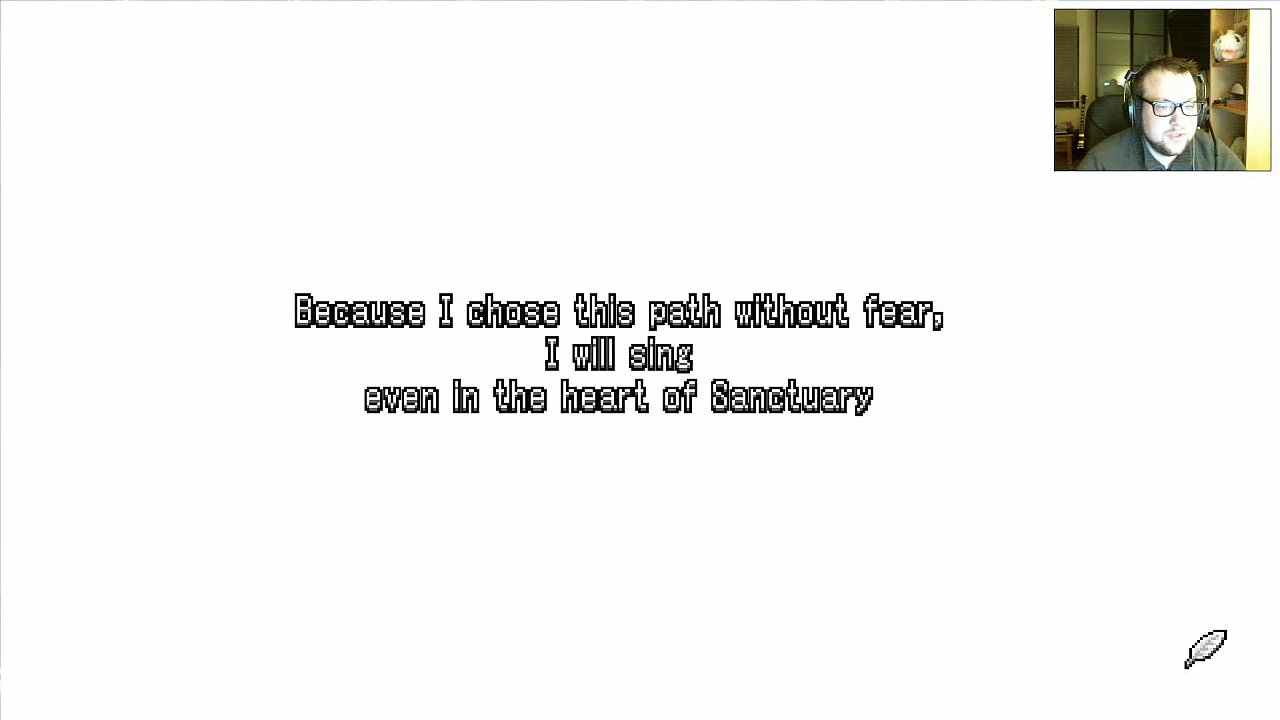 Because I chose this path without fear,
I will sing
even in the heart of Sanctuary